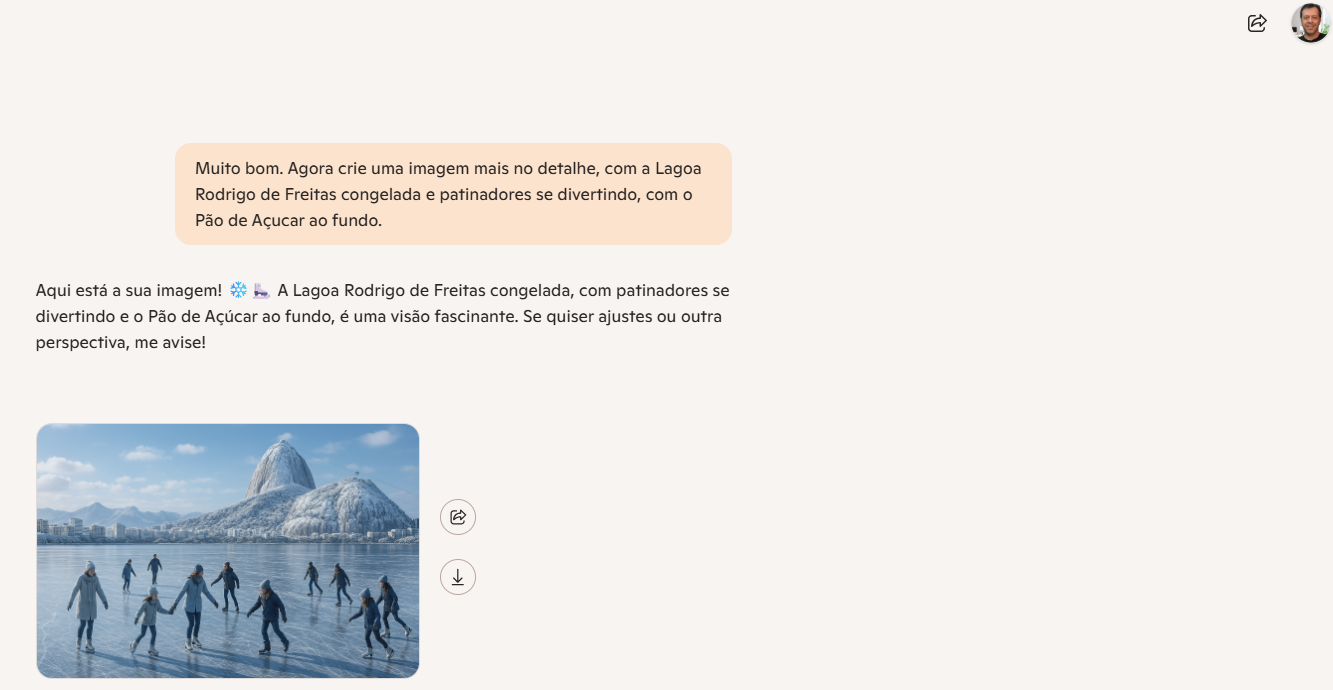 Muito bom. Agora crie uma imagem mais no detalhe, com a Lagoa
Rodrigo de Freitas congelada e patinadores se divertindo, com o
Pão de Açucar ao fundo.
Aqui está a sua imagem! ❄️ ⛸️ A Lagoa Rodrigo de Freitas congelada, com patinadores se
divertindo e o Pão de Açúcar ao fundo, é uma visão fascinante. Se quiser ajustes ou outra
perspectiva, me avise!